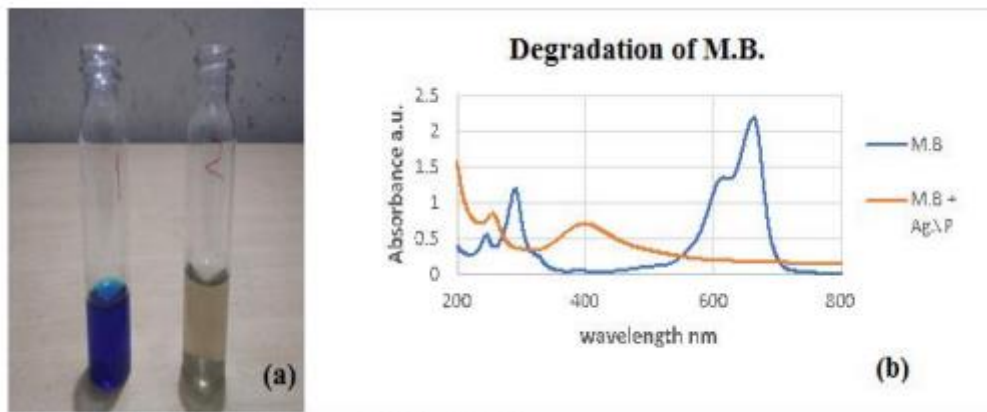 (a)
Degradation of M.B.
Absorbance a.u.
2.5
2
1.5
1
0.5
0
200
400
600
800
wavelength nm
M.B
M.B +
Ag\P
(b)